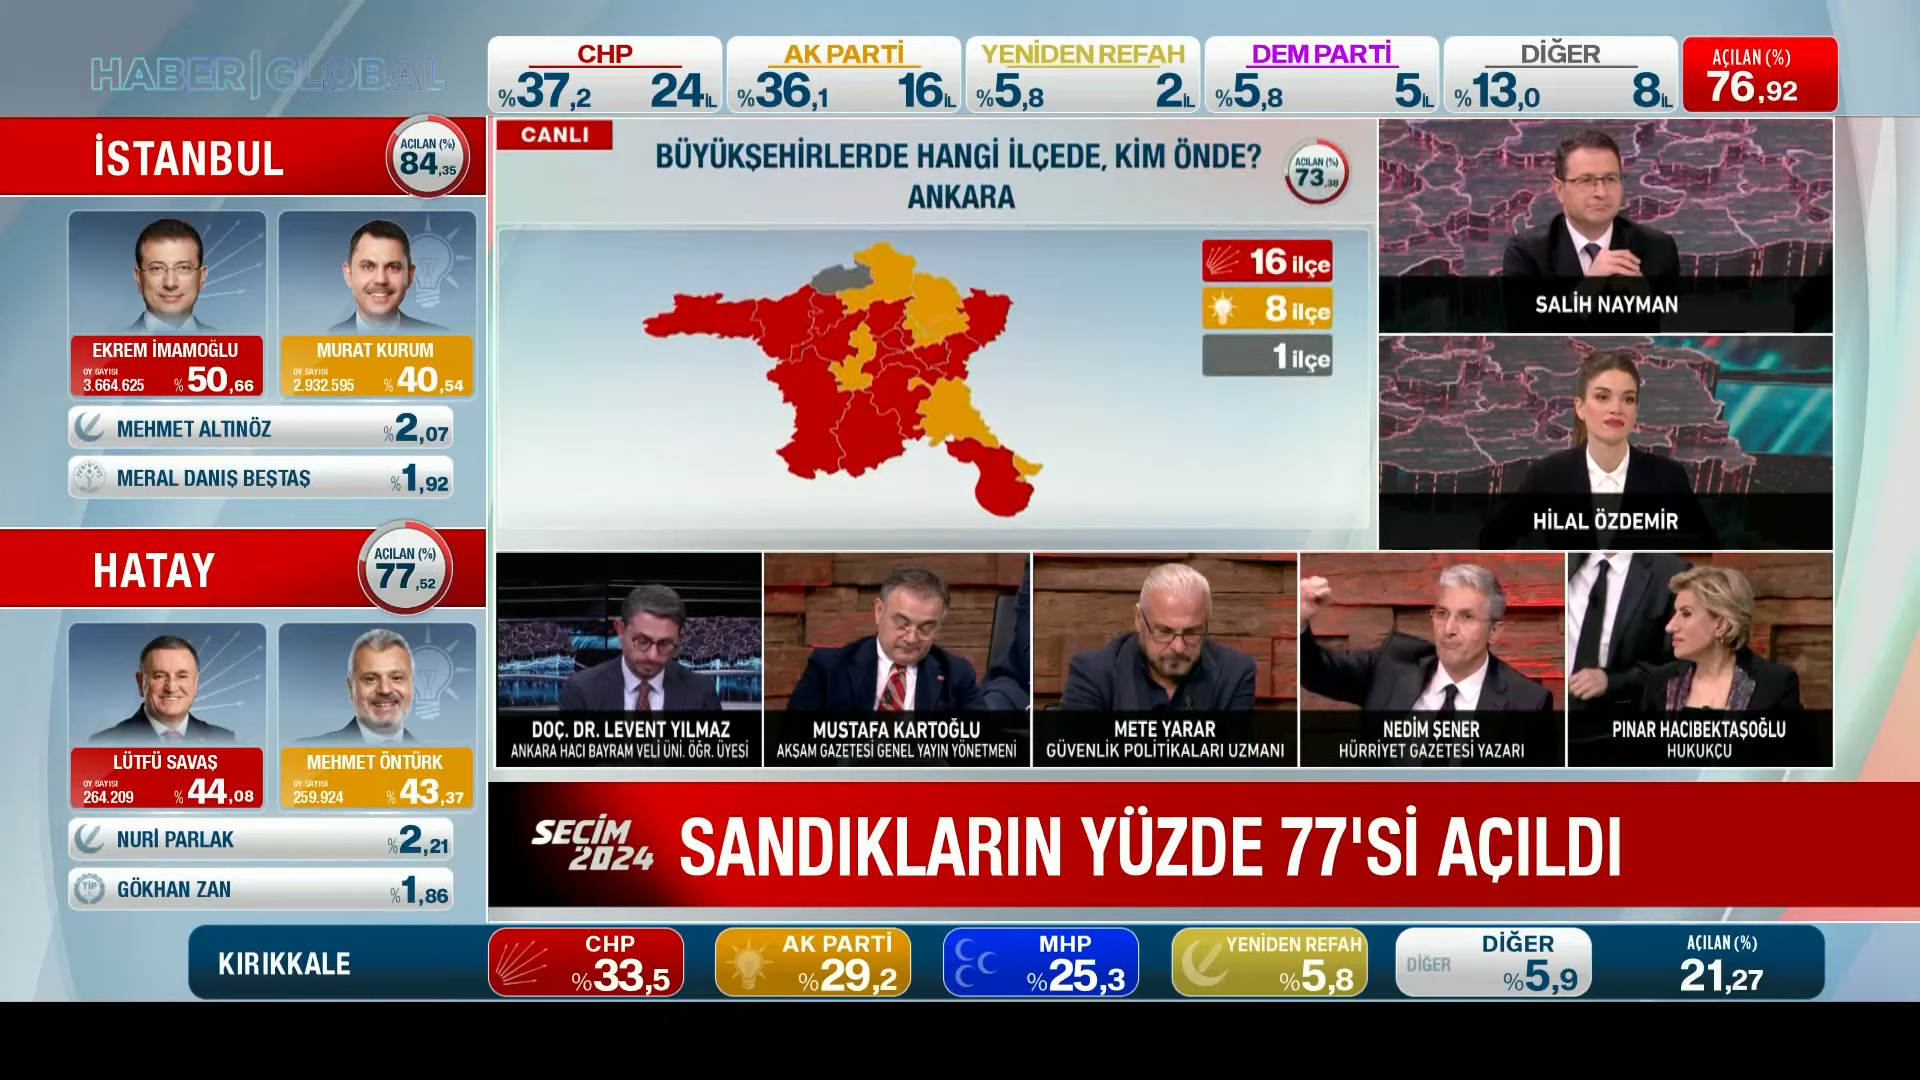 HABER|GLOBAL
CHP
%37,2 24İL
AK PARTİ
%36,1 16İL
YENİDEN REFAH
%5,8 2İL
DEM PARTİ
%5,8 5İL
DİĞER
%13,0 8İL
AÇILAN (%)
76,92
İSTANBUL
AÇILAN (%)
84,35
EKREM İMAMOĞLU
OY SAYISI
3.664.625 %50,66
MURAT KURUM
OY SAYISI
2.932.595 %40,54
MEHMET ALTINÖZ %2,07
MERAL DANIŞ BEŞTAŞ %1,92
HATAY
AÇILAN (%)
77,52
LÜTFÜ SAVAŞ
OY SAYISI
264.209 %44,08
MEHMET ÖNTÜRK
OY SAYISI
259.924 %43,37
NURİ PARLAK %2,21
TİP
GÖKHAN ZAN %1,86
CANLI
BÜYÜKŞEHİRLERDE HANGİ İLÇEDE, KİM ÖNDE?
ANKARA
AÇILAN (%)
73,38
16 ilçe
8 ilçe
1 ilçe
SALİH NAYMAN
HİLAL ÖZDEMİR
DOÇ. DR. LEVENT YILMAZ
ANKARA HACI BAYRAM VELİ ÜNİ. ÖĞR. ÜYESİ
MUSTAFA KARTOĞLU
AKŞAM GAZETESİ GENEL YAYIN YÖNETMENİ
METE YARAR
GÜVENLİK POLİTİKALARI UZMANI
NEDİM ŞENER
HÜRRİYET GAZETESİ YAZARI
PINAR HACIBEKTAŞOĞLU
HUKUKÇU
SEÇİM
2024
SANDIKLARIN YÜZDE 77'Sİ AÇILDI
KIRIKKALE
CHP
%33,5
AK PARTİ
%29,2
MHP
%25,3
YENİDEN REFAH
%5,8
DİĞER
DİĞER
%5,9
AÇILAN (%)
21,27